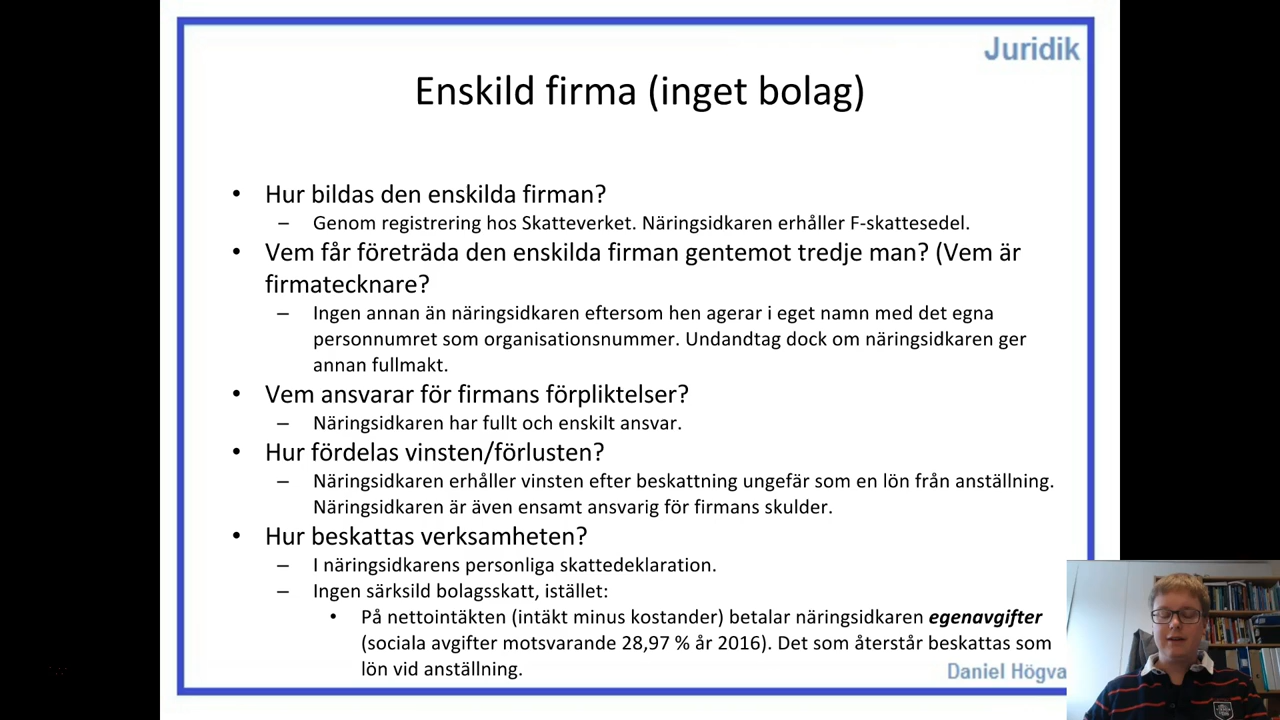 Juridik
Enskild firma (inget bolag)
• Hur bildas den enskilda firman?
– Genom registrering hos Skatteverket. Näringsidkaren erhåller F-skattesedel.
• Vem får företräda den enskilda firman gentemot tredje man? (Vem är
firmatecknare?
– Ingen annan än näringsidkaren eftersom hen agerar i eget namn med det egna
personnumret som organisationsnummer. Undandtag dock om näringsidkaren ger
annan fullmakt.
• Vem ansvarar för firmans förpliktelser?
– Näringsidkaren har fullt och enskilt ansvar.
• Hur fördelas vinsten/förlusten?
– Näringsidkaren erhåller vinsten efter beskattning ungefär som en lön från anställning.
Näringsidkaren är även ensamt ansvarig för firmans skulder.
• Hur beskattas verksamheten?
– I näringsidkarens personliga skattedeklaration.
– Ingen särksild bolagsskatt, istället:
• På nettointäkten (intäkt minus kostander) betalar näringsidkaren egenavgifter
(sociala avgifter motsvarande 28,97 % år 2016). Det som återstår beskattas som
lön vid anställning.
Daniel Högva